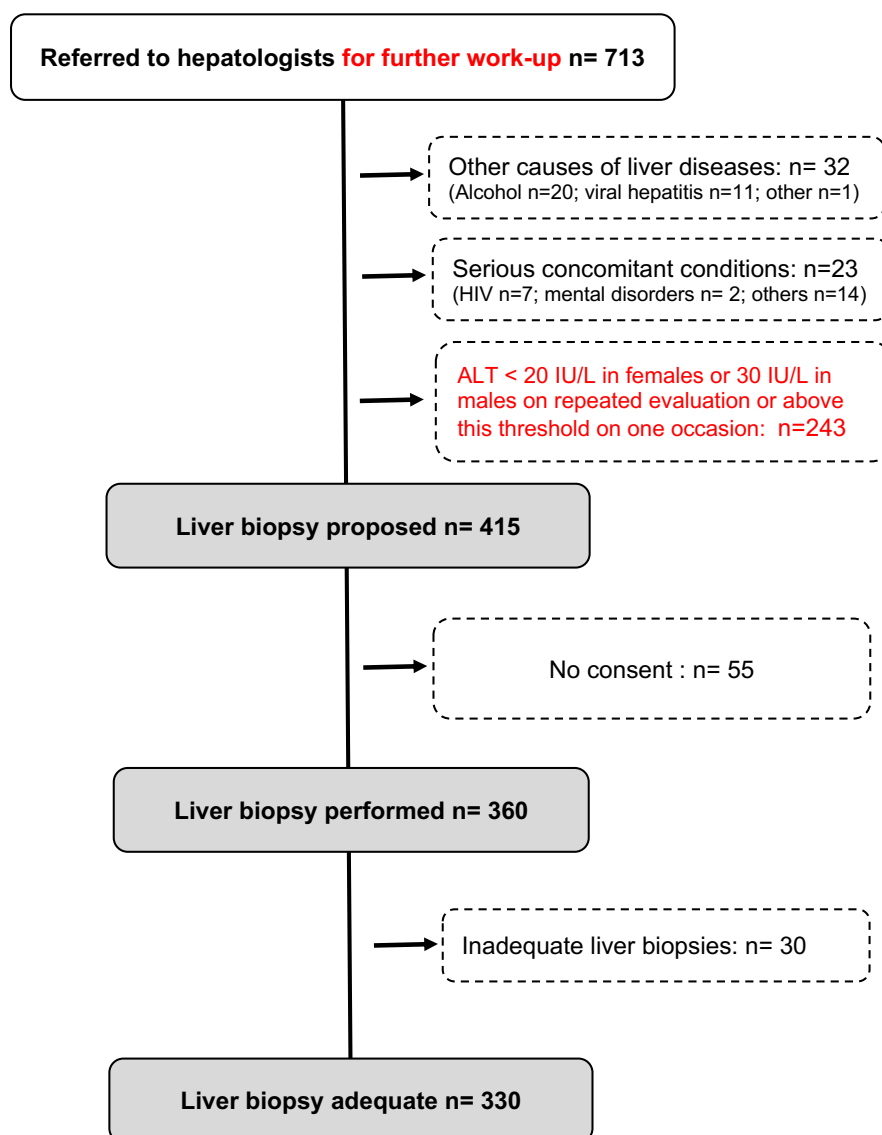 Referred to hepatologists for further work-up n= 713
Other causes of liver diseases: n= 32
(Alcohol n=20; viral hepatitis n=11; other n=1)
Serious concomitant conditions: n=23
(HIV n=7; mental disorders n= 2; others n=14)
ALT < 20 IU/L in females or 30 IU/L in
males on repeated evaluation or above
this threshold on one occasion: n=243
Liver biopsy proposed n= 415
No consent : n= 55
Liver biopsy performed n= 360
Inadequate liver biopsies: n= 30
Liver biopsy adequate n= 330